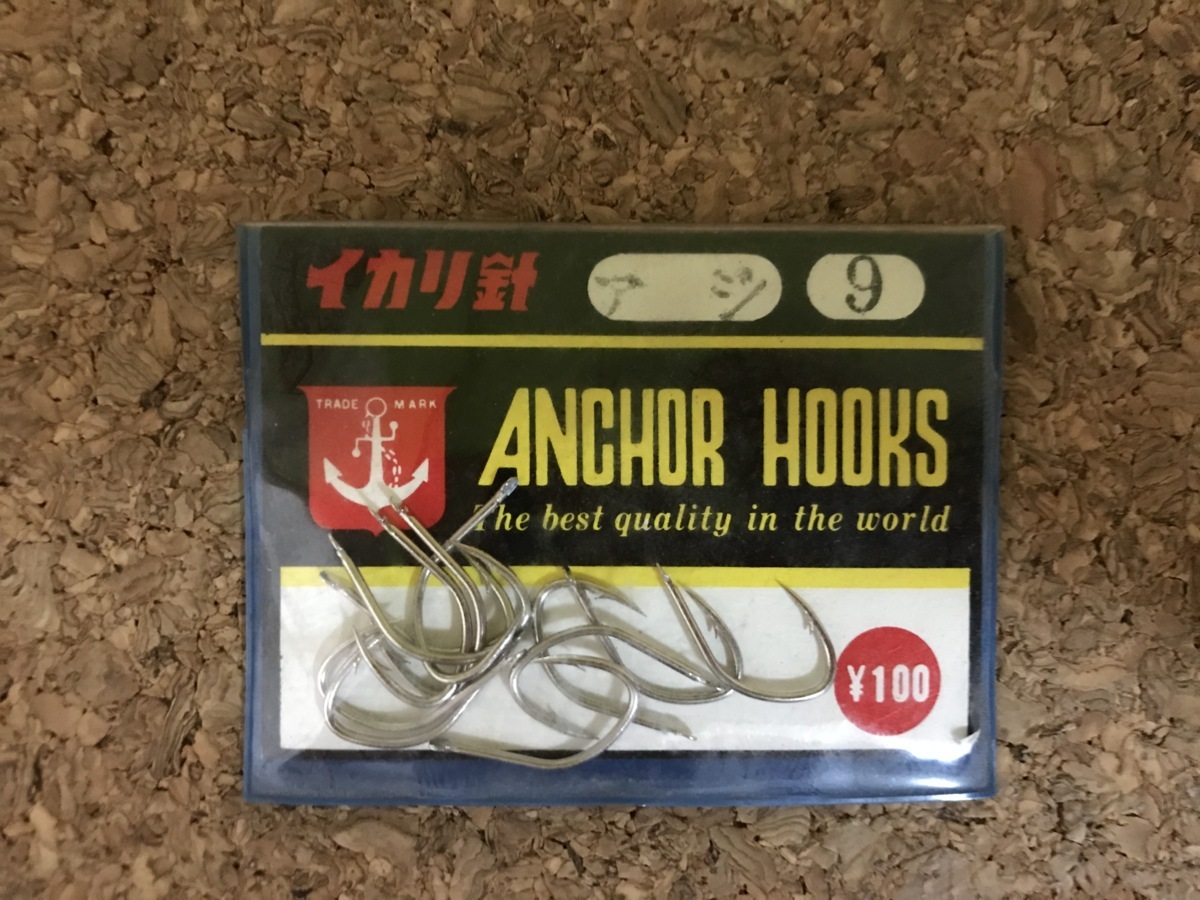 イカリ針 アジ 9
TRADE MARK
ANCHOR HOOKS
The best quality in the world
¥100